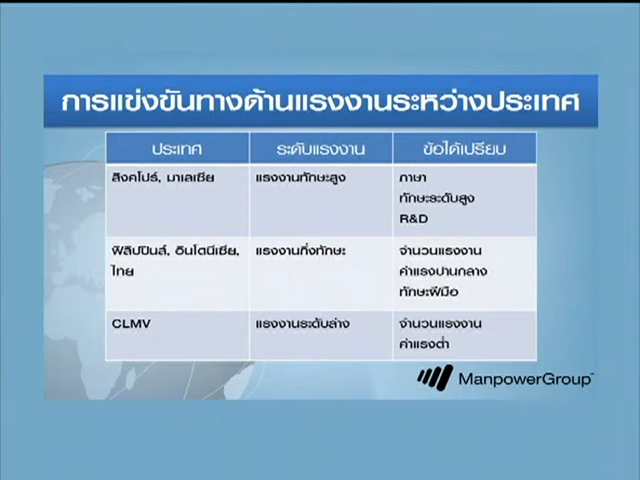 การแข่งขันทางด้านแรงงานระหว่างประเทศ
ประเทศ ระดับแรงงาน ข้อได้เปรียบ
สิงคโปร์, มาเลเซีย แรงงานทักษะสูง ภาษา
ทักษะระดับสูง
R&D
ฟิลิปปินส์, อินโดนีเซีย, แรงงานกึ่งทักษะ จำนวนแรงงาน
ไทย ค่าแรงปานกลาง
ทักษะฝีมือ
CLMV แรงงานระดับล่าง จำนวนแรงงาน
ค่าแรงต่ำ
ManpowerGroup™